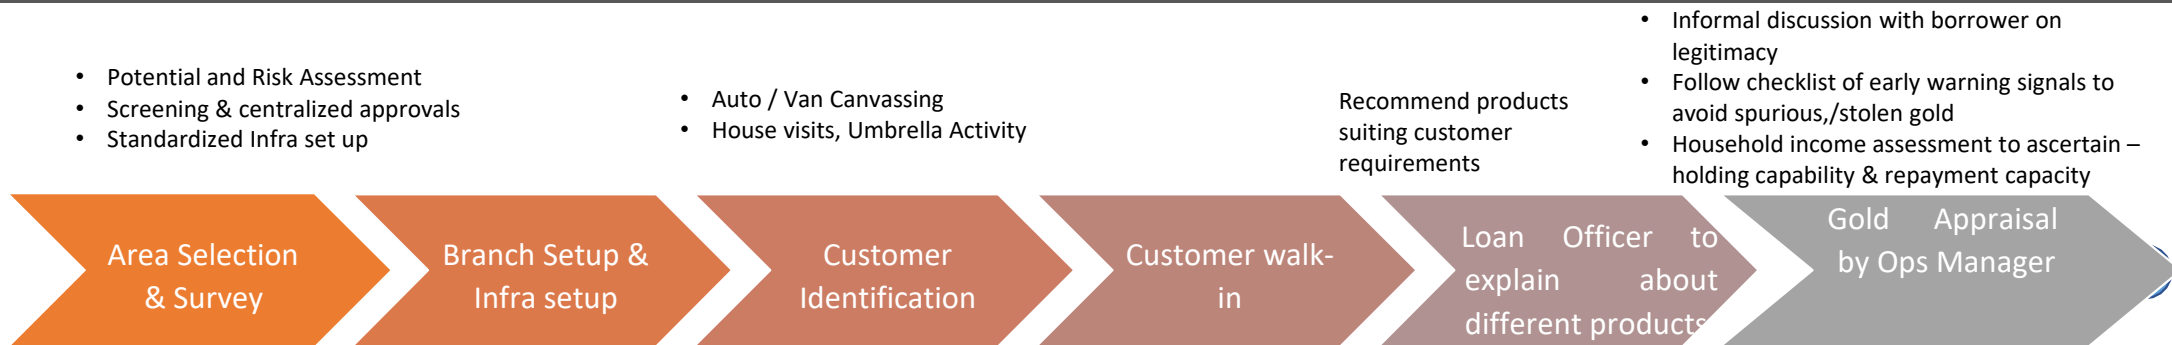 • Potential and Risk Assessment
• Screening & centralized approvals
• Standardized Infra set up
• Auto / Van Canvassing
• House visits, Umbrella Activity
Recommend products
suiting customer
requirements
• Informal discussion with borrower on
legitimacy
• Follow checklist of early warning signals to
avoid spurious,/stolen gold
• Household income assessment to ascertain –
holding capability & repayment capacity
Area Selection
& Survey
Branch Setup &
Infra setup
Customer
Identification
Customer walk-
in
Loan Officer to
explain about
different products
Gold Appraisal
by Ops Manager